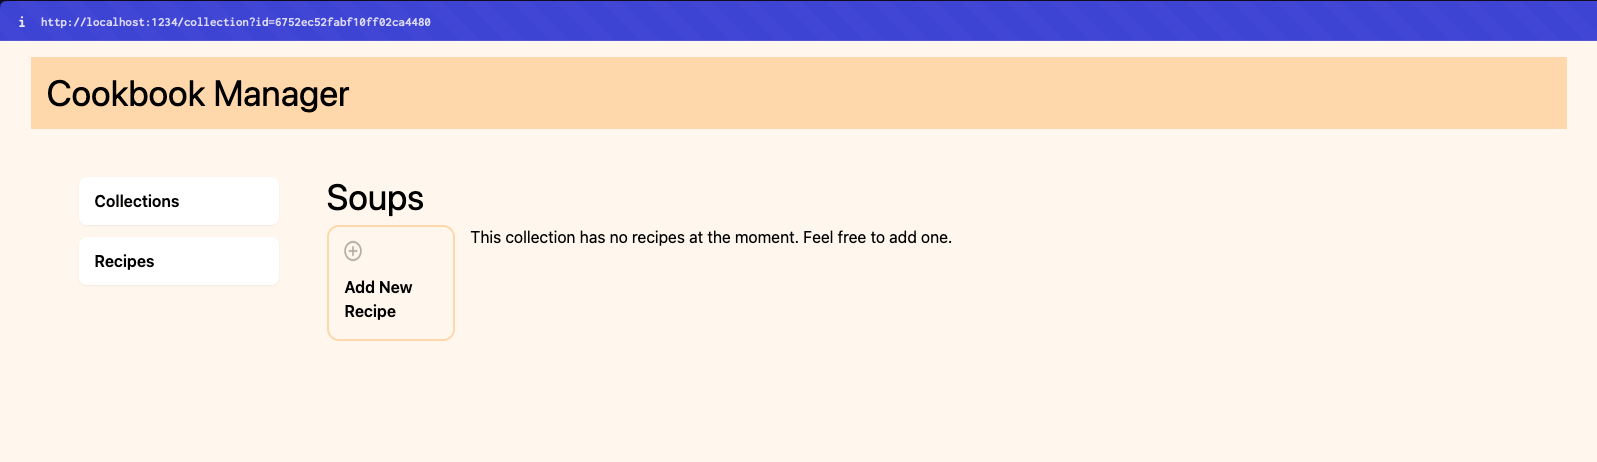 i http://localhost:1234/collection?id=6752ec52fabf10ff02ca4480
Cookbook Manager
Collections
Recipes
Soups
Add New
Recipe
This collection has no recipes at the moment. Feel free to add one.